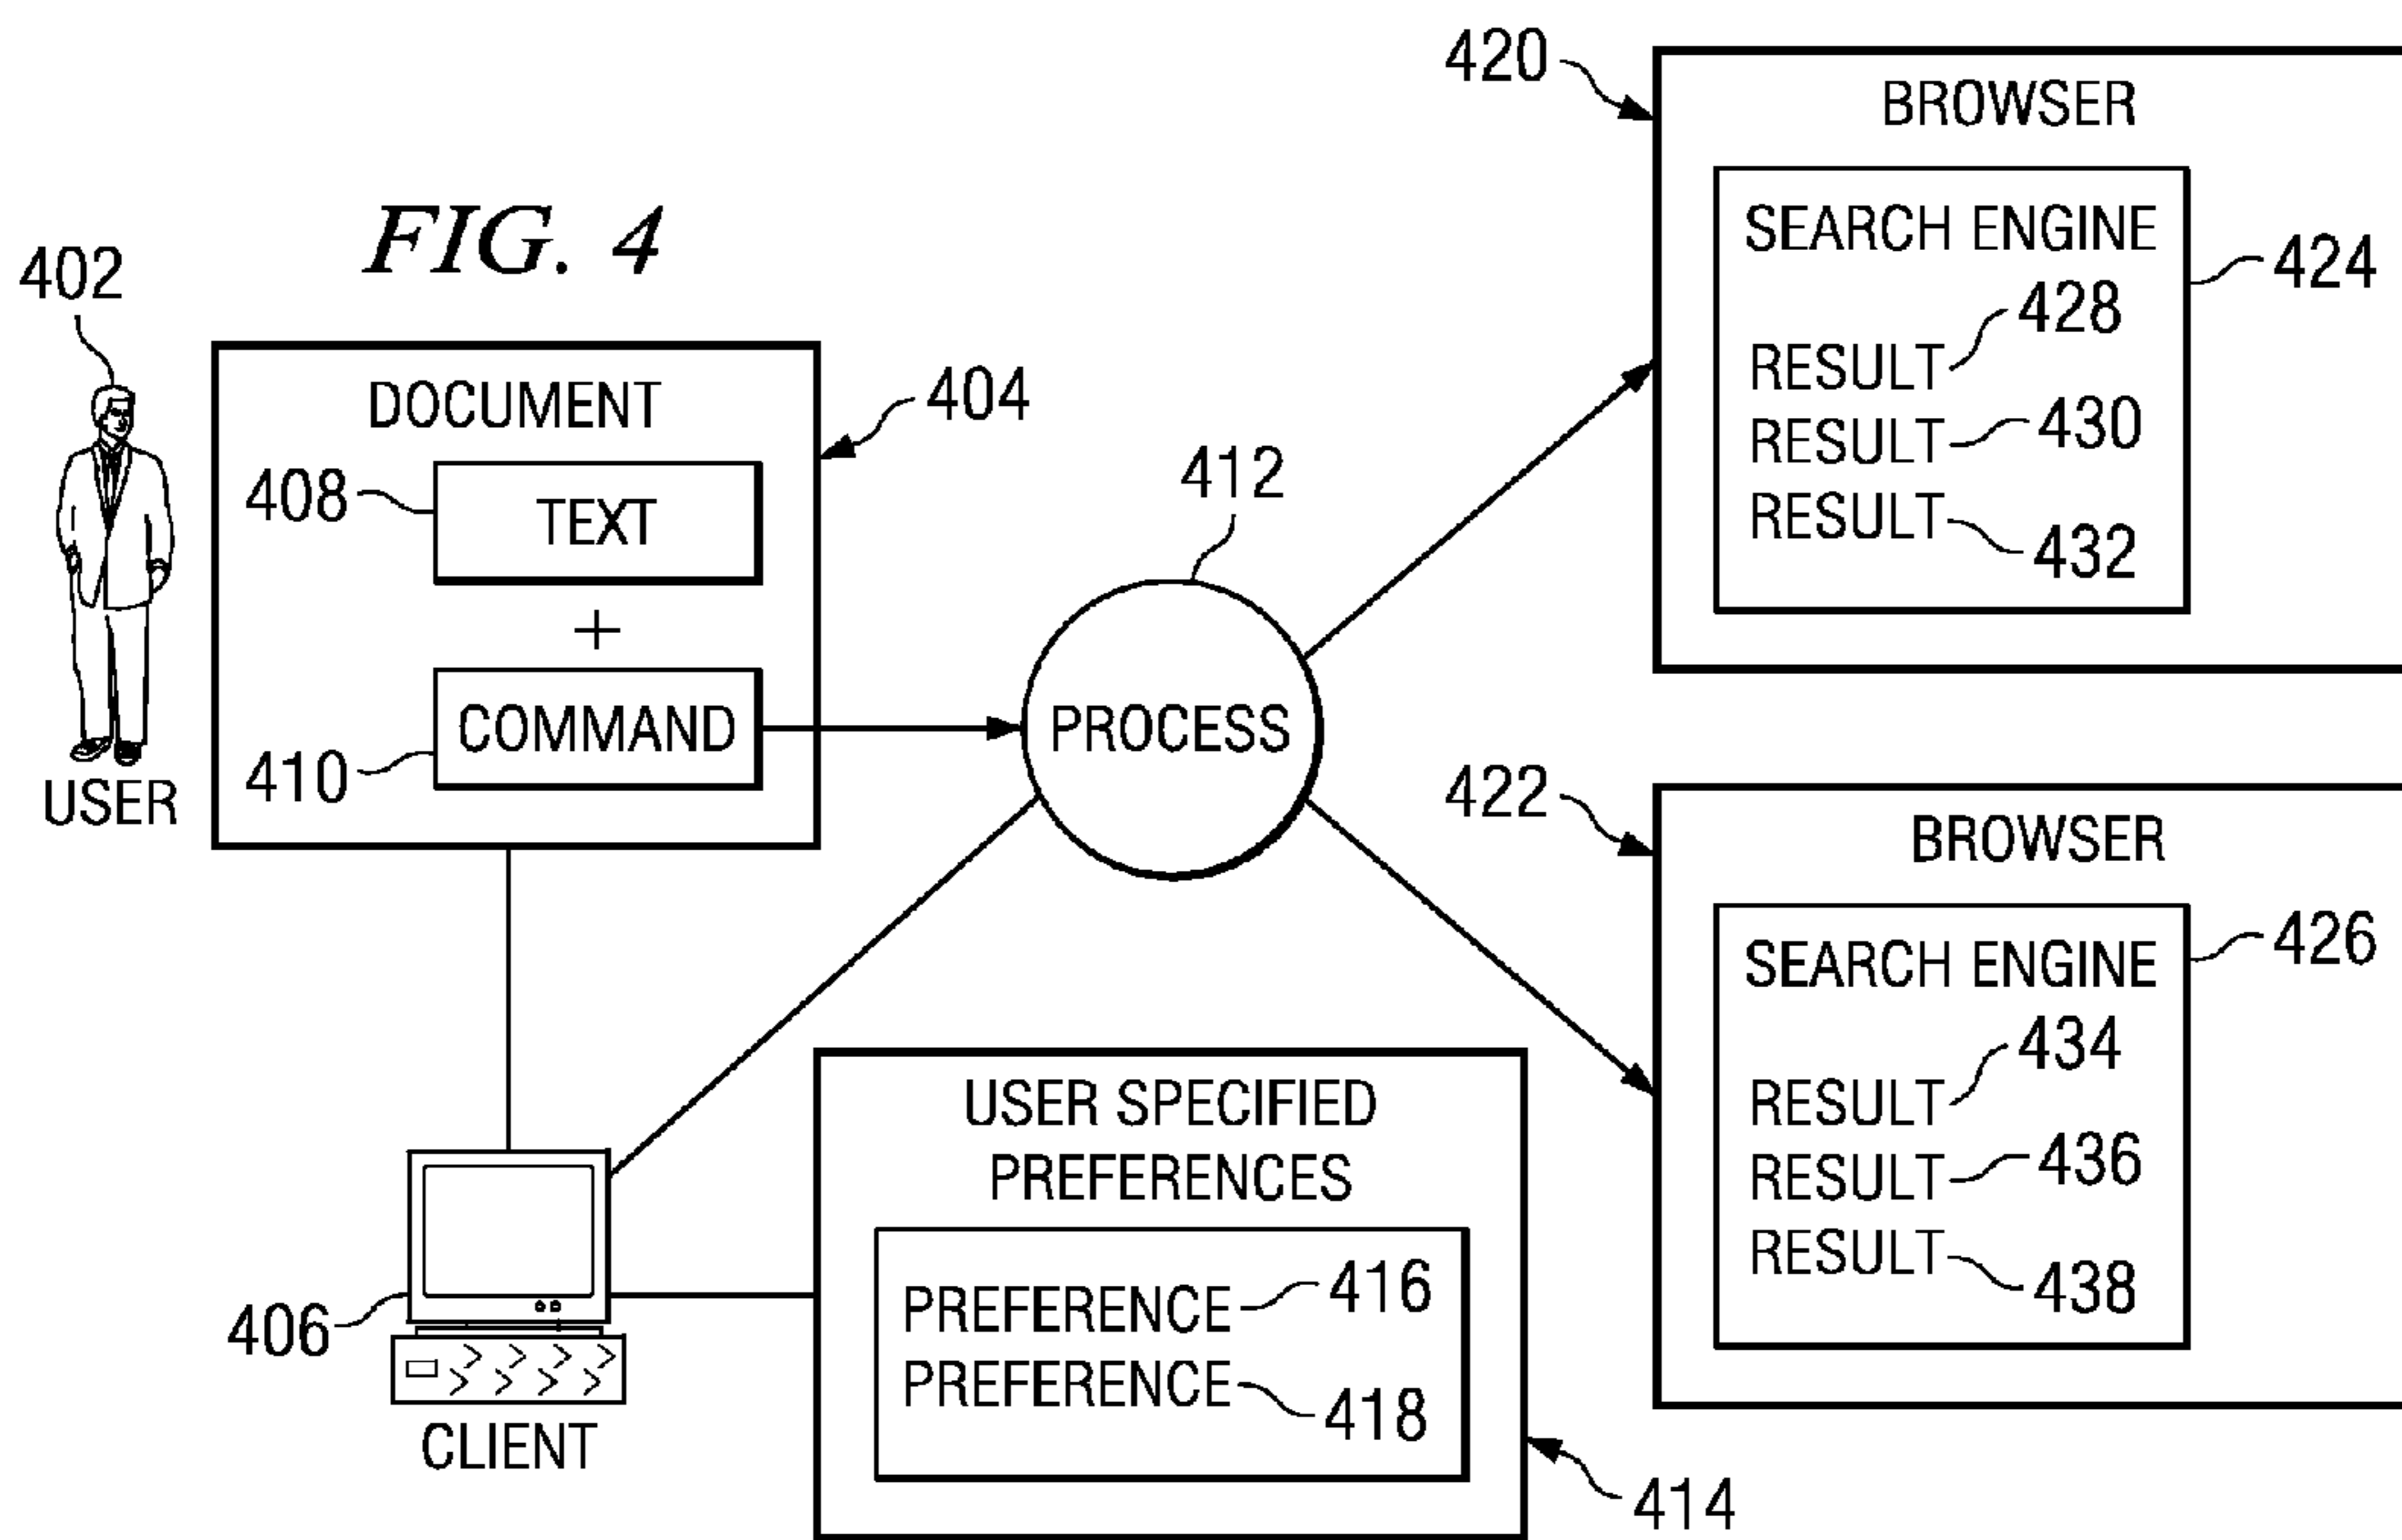 FIG. 4
402
USER
DOCUMENT
404
408
TEXT
+
410
COMMAND
412
PROCESS
406
CLIENT
USER SPECIFIED
PREFERENCES
PREFERENCE 416
PREFERENCE 418
414
420
BROWSER
SEARCH ENGINE
424
RESULT 428
RESULT 430
RESULT 432
422
BROWSER
SEARCH ENGINE
426
RESULT 434
RESULT 436
RESULT 438